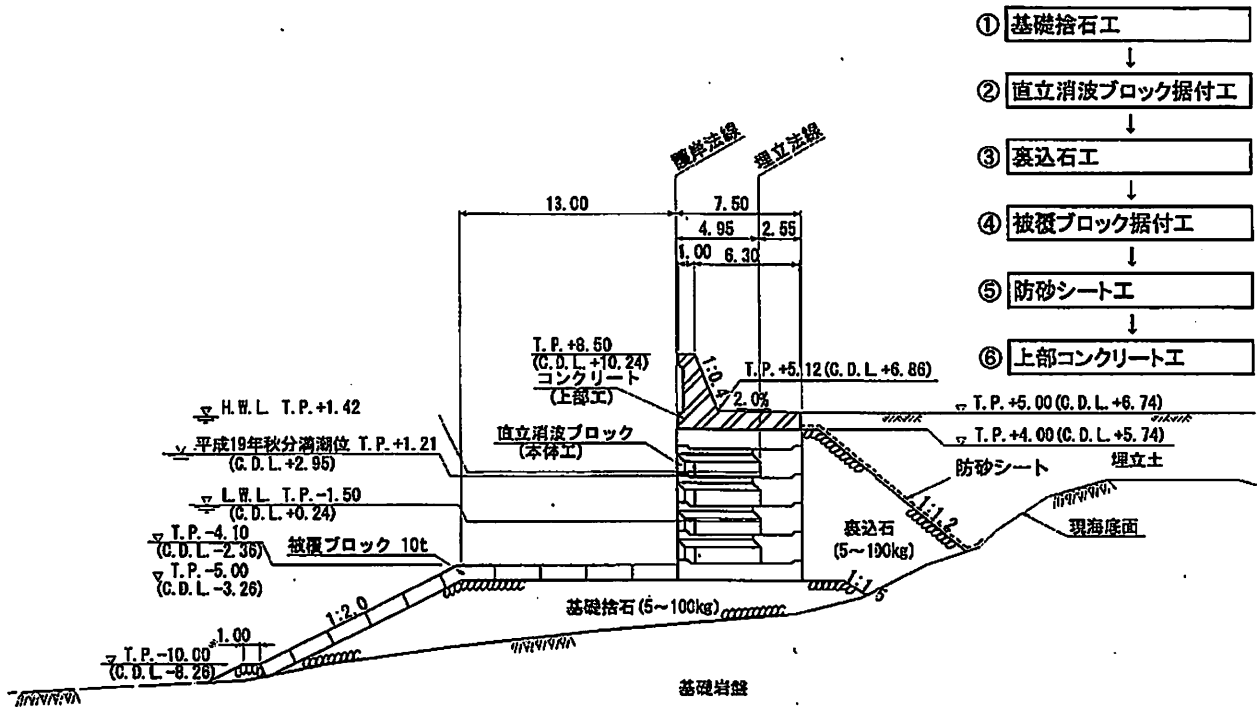 ① 基礎捨石工
↓
② 直立消波ブロック据付工
↓
③ 裏込石工
↓
④ 被覆ブロック据付工
↓
⑤ 防砂シート工
↓
⑥ 上部コンクリート工
護岸法線
埋立法線
13.00
7.50
4.95
2.55
1.00
6.30
T.P.+8.50
(C.D.L.+10.24)
コンクリート
(上部工)
1:0.4
T.P.+5.12(C.D.L.+6.86)
2.0%
H.W.L. T.P.+1.42
T.P.+5.00(C.D.L.+6.74)
平成19年秋分満潮位 T.P.+1.21
(C.D.L.+2.95)
直立消波ブロック
(本体工)
T.P.+4.00(C.D.L.+5.74)
防砂シート
埋立土
L.W.L. T.P.-1.50
(C.D.L.+0.24)
1:1.2
裏込石
(5～100kg)
現海底面
T.P.-4.10
(C.D.L.-2.36)
被覆ブロック 10t
T.P.-5.00
(C.D.L.-3.26)
1:1.5
1:2.0
基礎捨石(5～100kg)
1.00
T.P.-10.00
(C.D.L.-8.26)
基礎岩盤